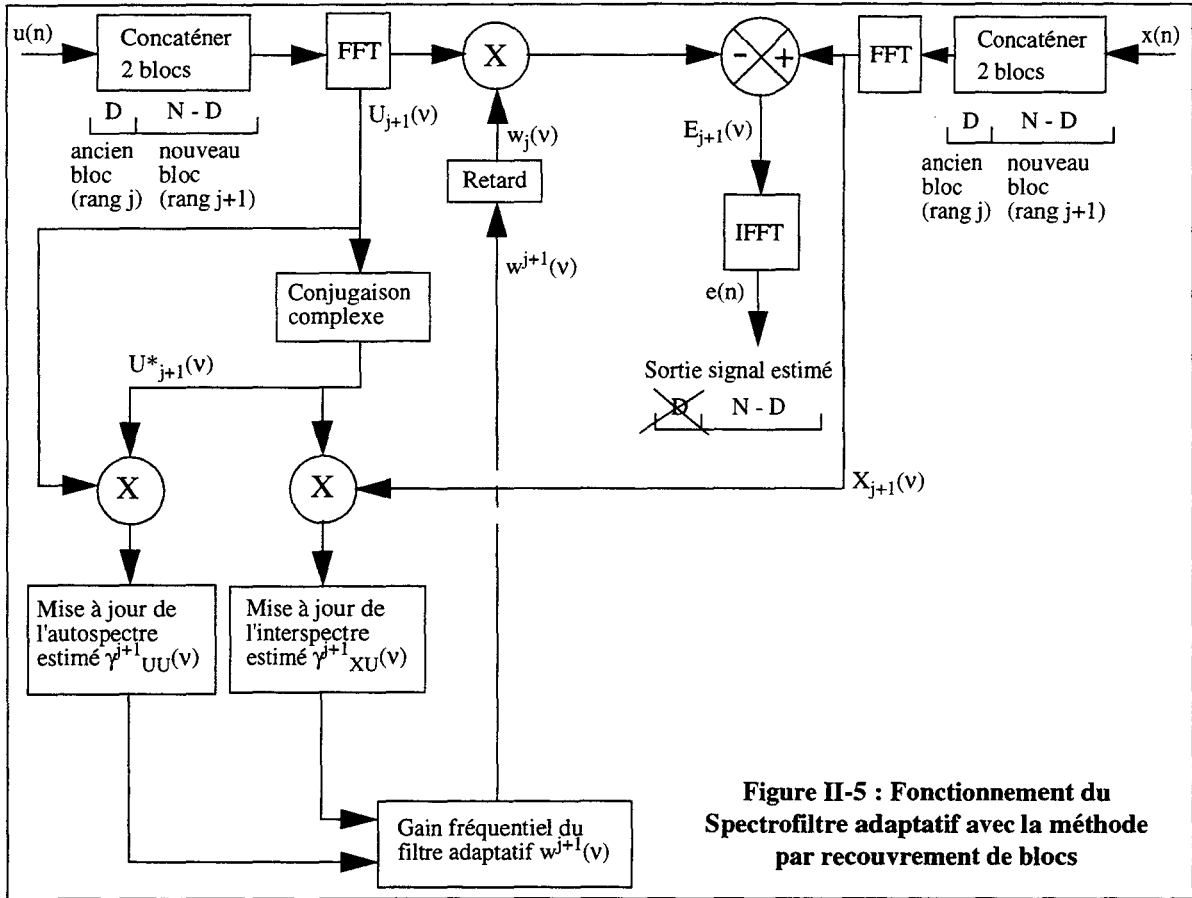 u(n)
Concaténer
2 blocs
FFT
X
- +
FFT
Concaténer
2 blocs
x(n)
D N - D
ancien nouveau
bloc bloc
(rang j) (rang j+1)
U_{j+1}(ν)
w_j(ν)
Retard
w^{j+1}(ν)
E_{j+1}(ν)
IFFT
e(n)
D N - D
ancien nouveau
bloc bloc
(rang j) (rang j+1)
Conjugaison
complexe
U*_{j+1}(ν)
Sortie signal estimé
D N - D
X
X
X_{j+1}(ν)
Mise à jour de
l'autospectre
estimé γ^{j+1}_{UU}(ν)
Mise à jour de
l'interspectre
estimé γ^{j+1}_{XU}(ν)
Gain fréquentiel du
filtre adaptatif w^{j+1}(ν)
Figure II-5 : Fonctionnement du
Spectrofiltre adaptatif avec la méthode
par recouvrement de blocs